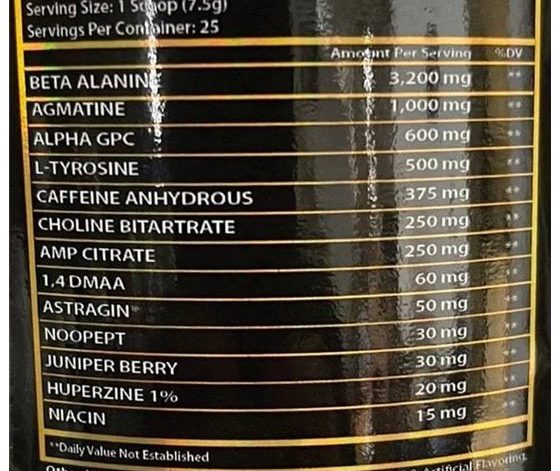 Serving Size: 1 Scoop (7.5g)
Servings Per Container: 25
Amount Per Serving %DV
BETA ALANINE 3,200 mg **
AGMATINE 1,000 mg **
ALPHA GPC 600 mg **
L-TYROSINE 500 mg **
CAFFEINE ANHYDROUS 375 mg **
CHOLINE BITARTRATE 250 mg **
AMP CITRATE 250 mg **
1,4 DMAA 60 mg **
ASTRAGIN 50 mg **
NOOPEPT 30 mg **
JUNIPER BERRY 30 mg **
HUPERZINE 1% 20 mg **
NIACIN 15 mg **
**Daily Value Not Established
Artificial Flavoring,